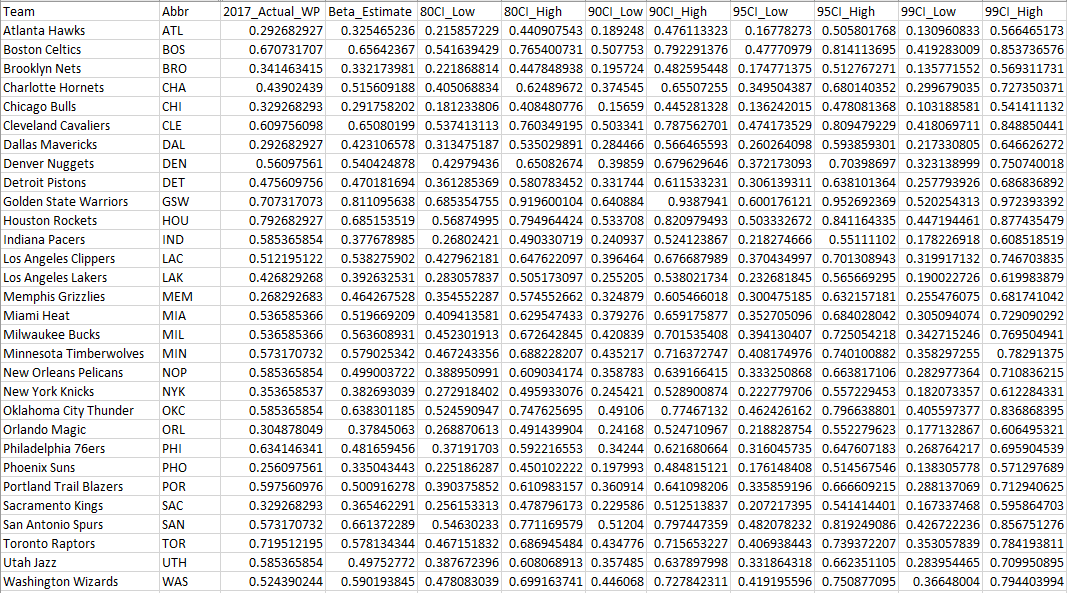 Team Abbr 2017_Actual_WP Beta_Estimate 80CI_Low 80CI_High 90CI_Low 90CI_High 95CI_Low 95CI_High 99CI_Low 99CI_High
Atlanta Hawks ATL 0.292682927 0.325465236 0.215857229 0.440907543 0.189248 0.476113323 0.16778273 0.505801768 0.130960833 0.566465173
Boston Celtics BOS 0.670731707 0.65642367 0.541639429 0.765400731 0.507753 0.792291376 0.47770979 0.814113695 0.419283009 0.853736576
Brooklyn Nets BRO 0.341463415 0.332173981 0.221868814 0.447848938 0.195724 0.482595448 0.174771375 0.512767271 0.135771552 0.569311731
Charlotte Hornets CHA 0.43902439 0.515609188 0.405068834 0.62489672 0.374545 0.65507255 0.349504387 0.680140352 0.299679035 0.727350371
Chicago Bulls CHI 0.329268293 0.291758202 0.181233806 0.408480776 0.15659 0.445281328 0.136242015 0.478081368 0.103188581 0.541411132
Cleveland Cavaliers CLE 0.609756098 0.65080199 0.537413113 0.760349195 0.503341 0.787562701 0.474173529 0.809479229 0.418069711 0.848850441
Dallas Mavericks DAL 0.292682927 0.423106578 0.313475187 0.535029891 0.284466 0.566465593 0.260264098 0.593859301 0.217330805 0.646626272
Denver Nuggets DEN 0.56097561 0.540424878 0.42979436 0.65082674 0.39859 0.679629646 0.372173093 0.70398697 0.323138999 0.750740018
Detroit Pistons DET 0.475609756 0.470181694 0.361285369 0.580783452 0.331744 0.611533231 0.306139311 0.638101364 0.257793926 0.686836892
Golden State Warriors GSW 0.707317073 0.811095638 0.685354755 0.919600104 0.640884 0.9387941 0.600176121 0.952692369 0.520254313 0.972393392
Houston Rockets HOU 0.792682927 0.685153519 0.56874995 0.794964424 0.533708 0.820979493 0.503332672 0.841164335 0.447194461 0.877435479
Indiana Pacers IND 0.585365854 0.377678985 0.26802421 0.490330719 0.240937 0.524123867 0.218274666 0.55111102 0.178226918 0.608518519
Los Angeles Clippers LAC 0.512195122 0.538275902 0.427962181 0.647622097 0.396464 0.676687989 0.370434997 0.701308943 0.319917132 0.746703835
Los Angeles Lakers LAK 0.426829268 0.392632531 0.283057837 0.505173097 0.255205 0.538021734 0.232681845 0.565669295 0.190022726 0.619983879
Memphis Grizzlies MEM 0.268292683 0.464267528 0.354552287 0.574552662 0.324879 0.605466018 0.300475185 0.632157181 0.255476075 0.681741042
Miami Heat MIA 0.536585366 0.519669209 0.409413581 0.629547433 0.379276 0.659175877 0.352705096 0.684028042 0.305094074 0.729090292
Milwaukee Bucks MIL 0.536585366 0.563608931 0.452301913 0.672642845 0.420839 0.701535408 0.394130407 0.725054218 0.342715246 0.769504941
Minnesota Timberwolves MIN 0.573170732 0.579025342 0.467243356 0.688228207 0.435217 0.716372747 0.408174976 0.740100882 0.358297255 0.78291375
New Orleans Pelicans NOP 0.585365854 0.499003722 0.388950991 0.609034174 0.358783 0.639166415 0.333250868 0.663817106 0.282977364 0.710836215
New York Knicks NYK 0.353658537 0.382693039 0.272918402 0.495933076 0.245421 0.528900874 0.222779706 0.557229453 0.182073357 0.612284331
Oklahoma City Thunder OKC 0.585365854 0.638301185 0.524590947 0.747625695 0.49106 0.77467132 0.462426162 0.796638801 0.405597377 0.836868395
Orlando Magic ORL 0.304878049 0.37845063 0.268870613 0.491439904 0.24168 0.524710967 0.218828754 0.552279623 0.177132867 0.606495321
Philadelphia 76ers PHI 0.634146341 0.481659456 0.37191703 0.592216553 0.34244 0.621680664 0.316045735 0.647607183 0.268764217 0.695904539
Phoenix Suns PHO 0.256097561 0.335043443 0.225186287 0.450102222 0.197993 0.484815121 0.176148408 0.514567546 0.138305778 0.571297689
Portland Trail Blazers POR 0.597560976 0.500916278 0.390375852 0.610983157 0.360914 0.641098206 0.335859196 0.666609215 0.288137069 0.712940625
Sacramento Kings SAC 0.329268293 0.365462291 0.256153313 0.478796173 0.229586 0.512513837 0.207217395 0.541414401 0.167337468 0.595864703
San Antonio Spurs SAN 0.573170732 0.661372289 0.54630233 0.771169579 0.51204 0.797447359 0.482078232 0.819249086 0.426722236 0.856751276
Toronto Raptors TOR 0.719512195 0.578134344 0.467151832 0.686945484 0.434776 0.715653227 0.406938443 0.739372207 0.353057839 0.784193811
Utah Jazz UTH 0.585365854 0.49752772 0.387672396 0.608068913 0.357485 0.637897998 0.331864318 0.662351105 0.283954465 0.709950895
Washington Wizards WAS 0.524390244 0.590193845 0.478083039 0.699163741 0.446068 0.727842311 0.419195596 0.750877095 0.36648004 0.794403994